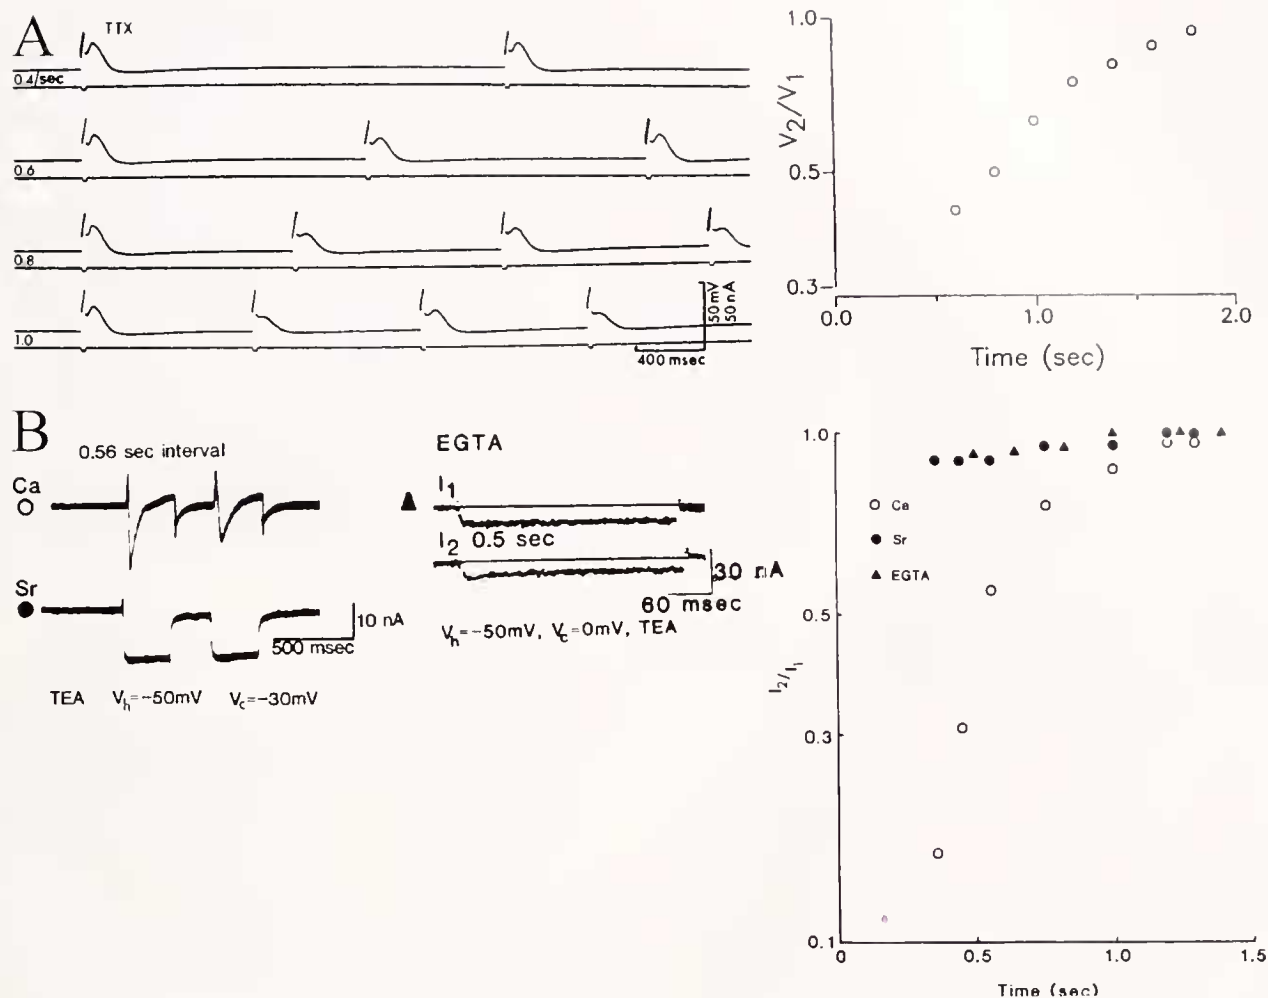 A
TTX
0.4/sec
0.6
0.8
1.0
50 mV
50 nA
400 msec
V2/V1
1.0
0.5
0.3
0.0
1.0
2.0
Time (sec)
B
0.56 sec interval
Ca
Sr
10 nA
500 msec
TEA Vh=-50mV Vc=-30mV
EGTA
I1
I2 0.5 sec
30 nA
60 msec
Vh=-50mV, Vc=0mV, TEA
I2/I1
1.0
0.5
0.3
0.1
Ca
Sr
EGTA
0
0.5
1.0
1.5
Time (sec)